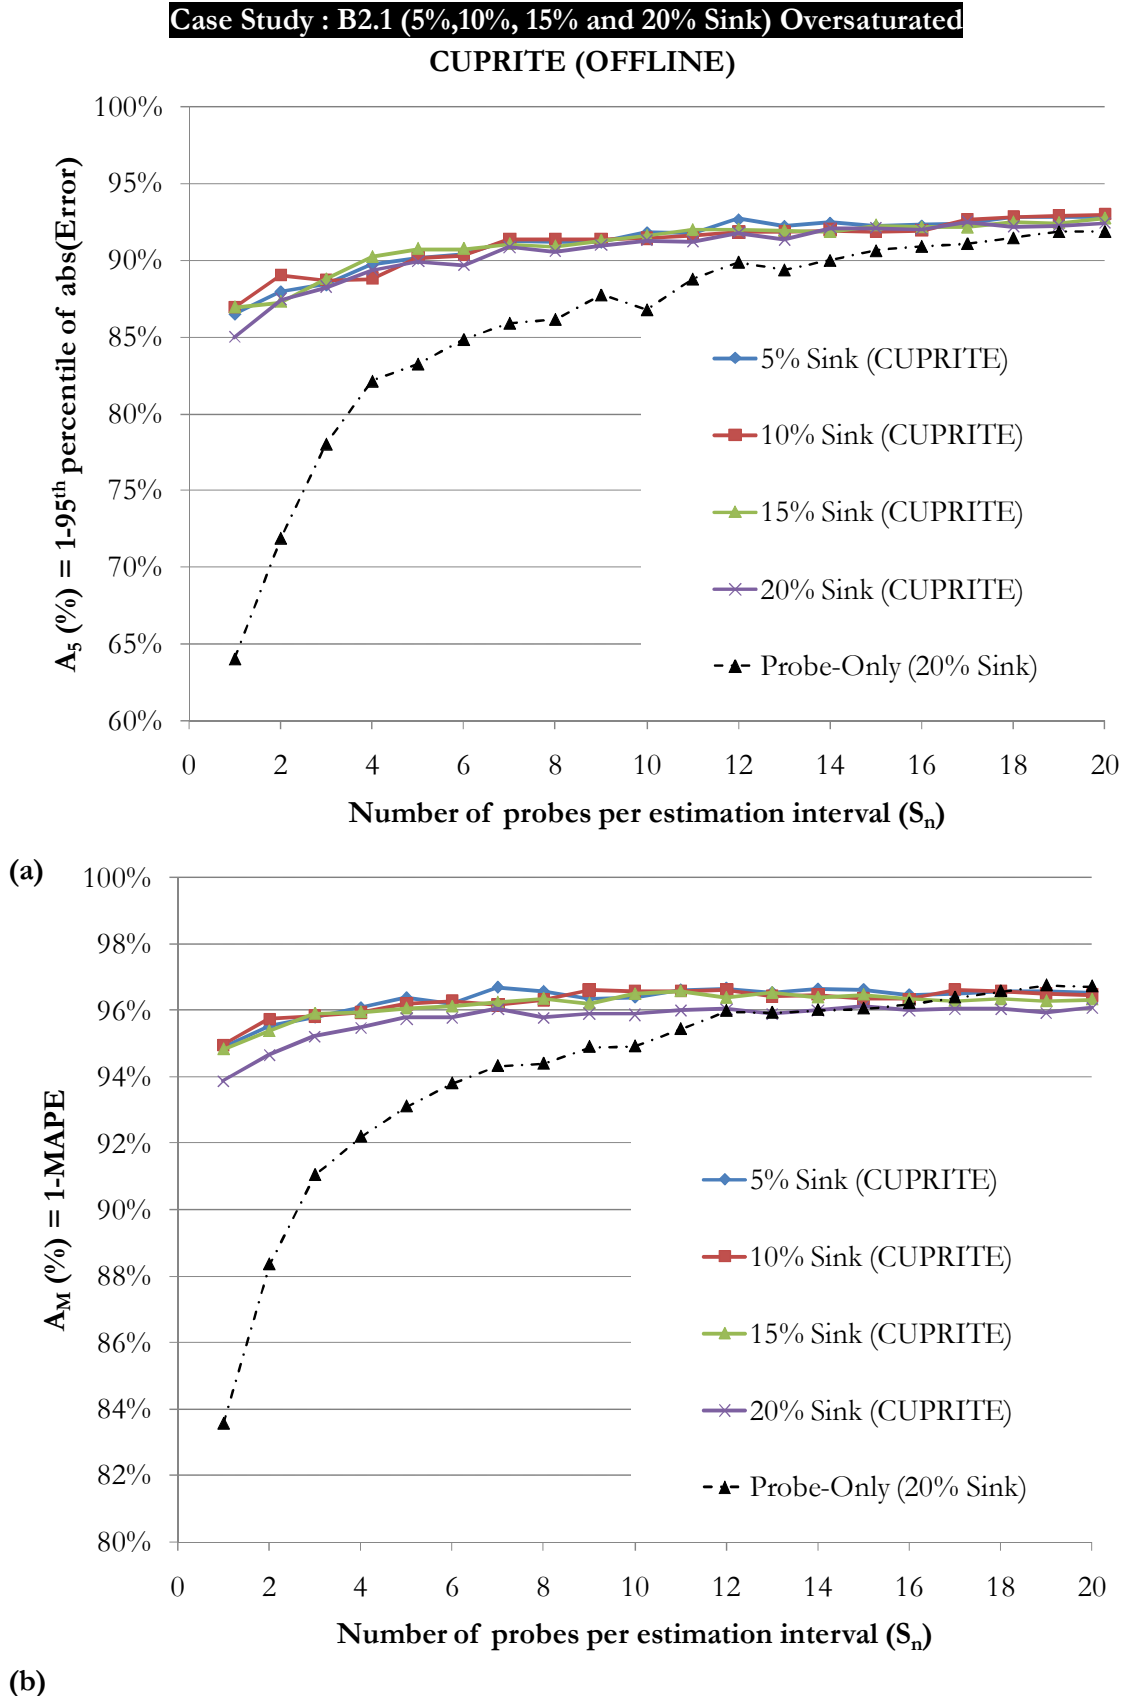 Case Study : B2.1 (5%,10%, 15% and 20% Sink) Oversaturated
CUPRITE (OFFLINE)
A5 (%) = 1-95th percentile of abs(Error)
100%
95%
90%
85%
80%
75%
70%
65%
60%
5% Sink (CUPRITE)
10% Sink (CUPRITE)
15% Sink (CUPRITE)
20% Sink (CUPRITE)
Probe-Only (20% Sink)
0 2 4 6 8 10 12 14 16 18 20
Number of probes per estimation interval (Sn)
(a)
AM (%) = 1-MAPE
100%
98%
96%
94%
92%
90%
88%
86%
84%
82%
80%
5% Sink (CUPRITE)
10% Sink (CUPRITE)
15% Sink (CUPRITE)
20% Sink (CUPRITE)
Probe-Only (20% Sink)
0 2 4 6 8 10 12 14 16 18 20
Number of probes per estimation interval (Sn)
(b)